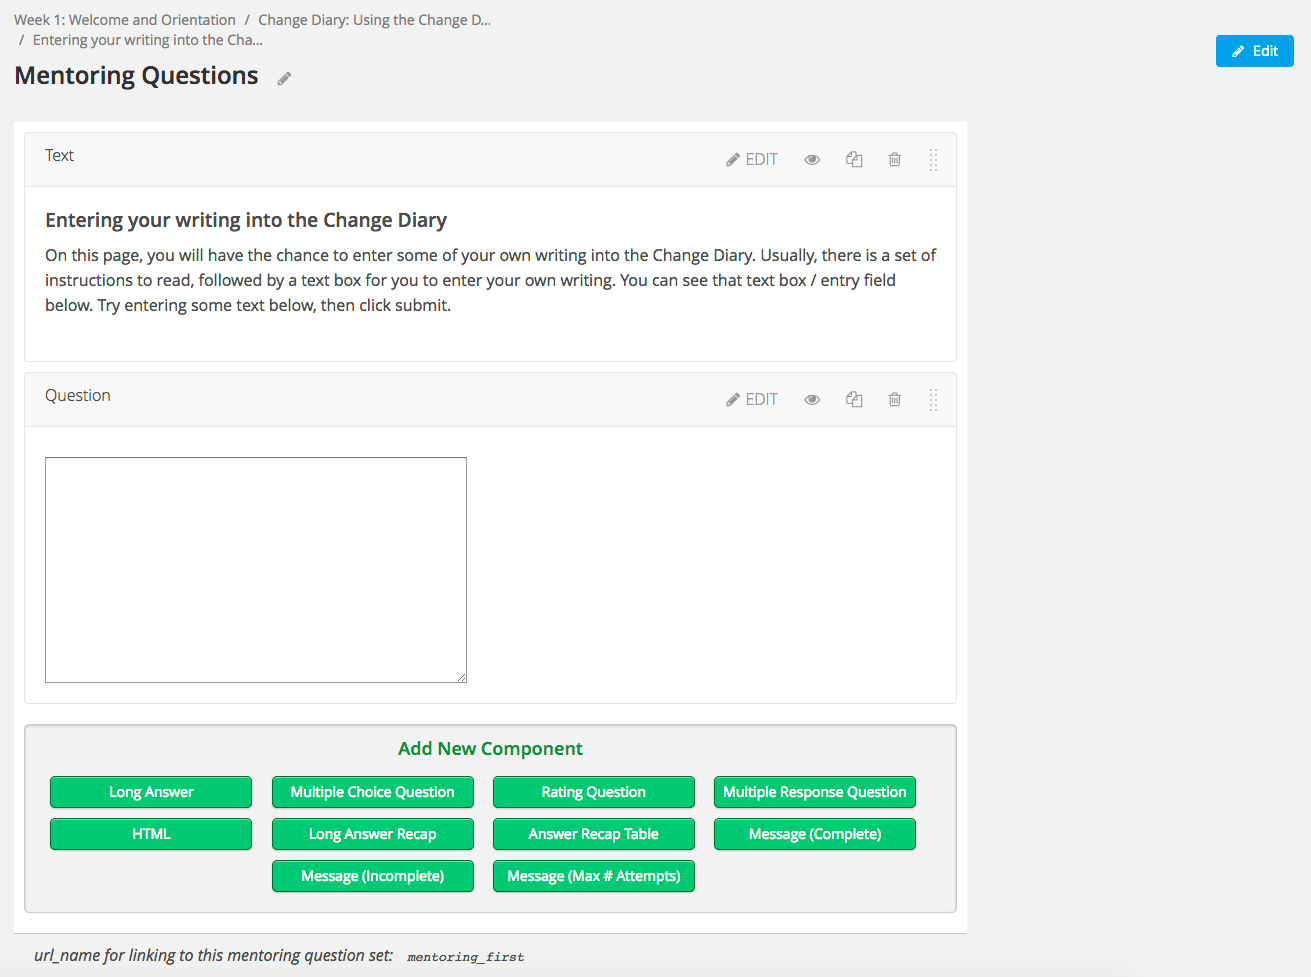 Week 1: Welcome and Orientation / Change Diary: Using the Change D...
/ Entering your writing into the Cha...
Edit
Mentoring Questions
Text
EDIT
Entering your writing into the Change Diary
On this page, you will have the chance to enter some of your own writing into the Change Diary. Usually, there is a set of
instructions to read, followed by a text box for you to enter your own writing. You can see that text box / entry field
below. Try entering some text below, then click submit.
Question
EDIT
Add New Component
Long Answer Multiple Choice Question Rating Question Multiple Response Question
HTML Long Answer Recap Answer Recap Table Message (Complete)
Message (Incomplete) Message (Max # Attempts)
url_name for linking to this mentoring question set: mentoring_first